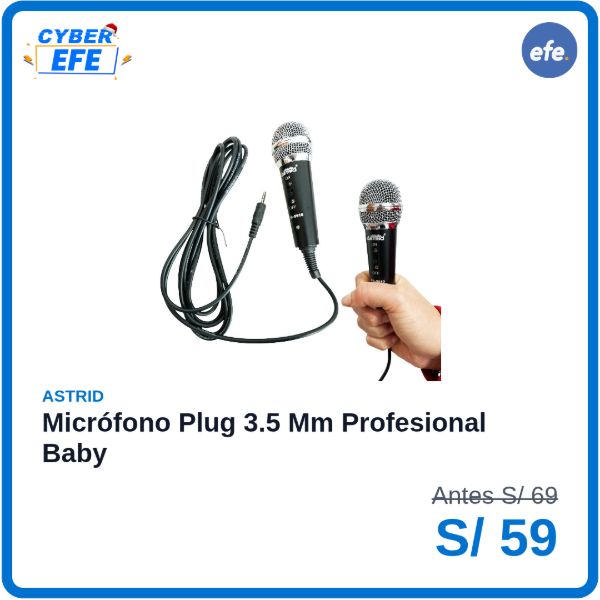 CYBER
EFE
efe.
ASTRID
Micrófono Plug 3.5 Mm Profesional
Baby
Antes S/ 69
S/ 59